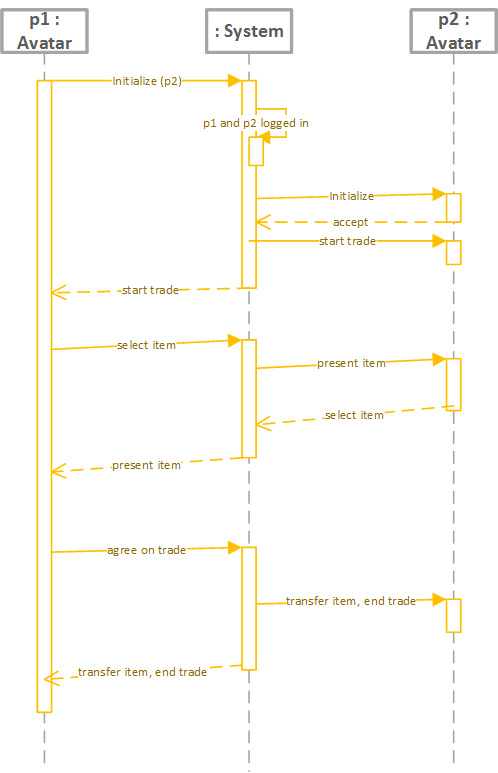 p1 :
Avatar
: System
p2 :
Avatar
Initialize (p2)
p1 and p2 logged in
Initialize
accept
start trade
start trade
select item
present item
select item
present item
agree on trade
transfer item, end trade
transfer item, end trade